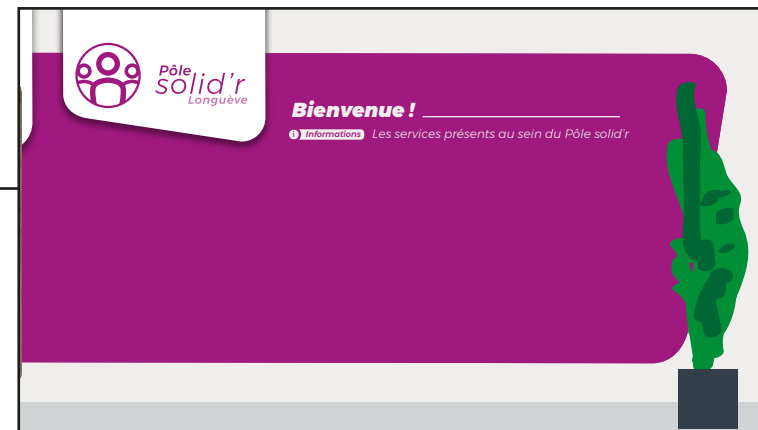 Pôle
solid'r
Longuève
Bienvenue !
i Informations Les services présents au sein du Pôle solid'r